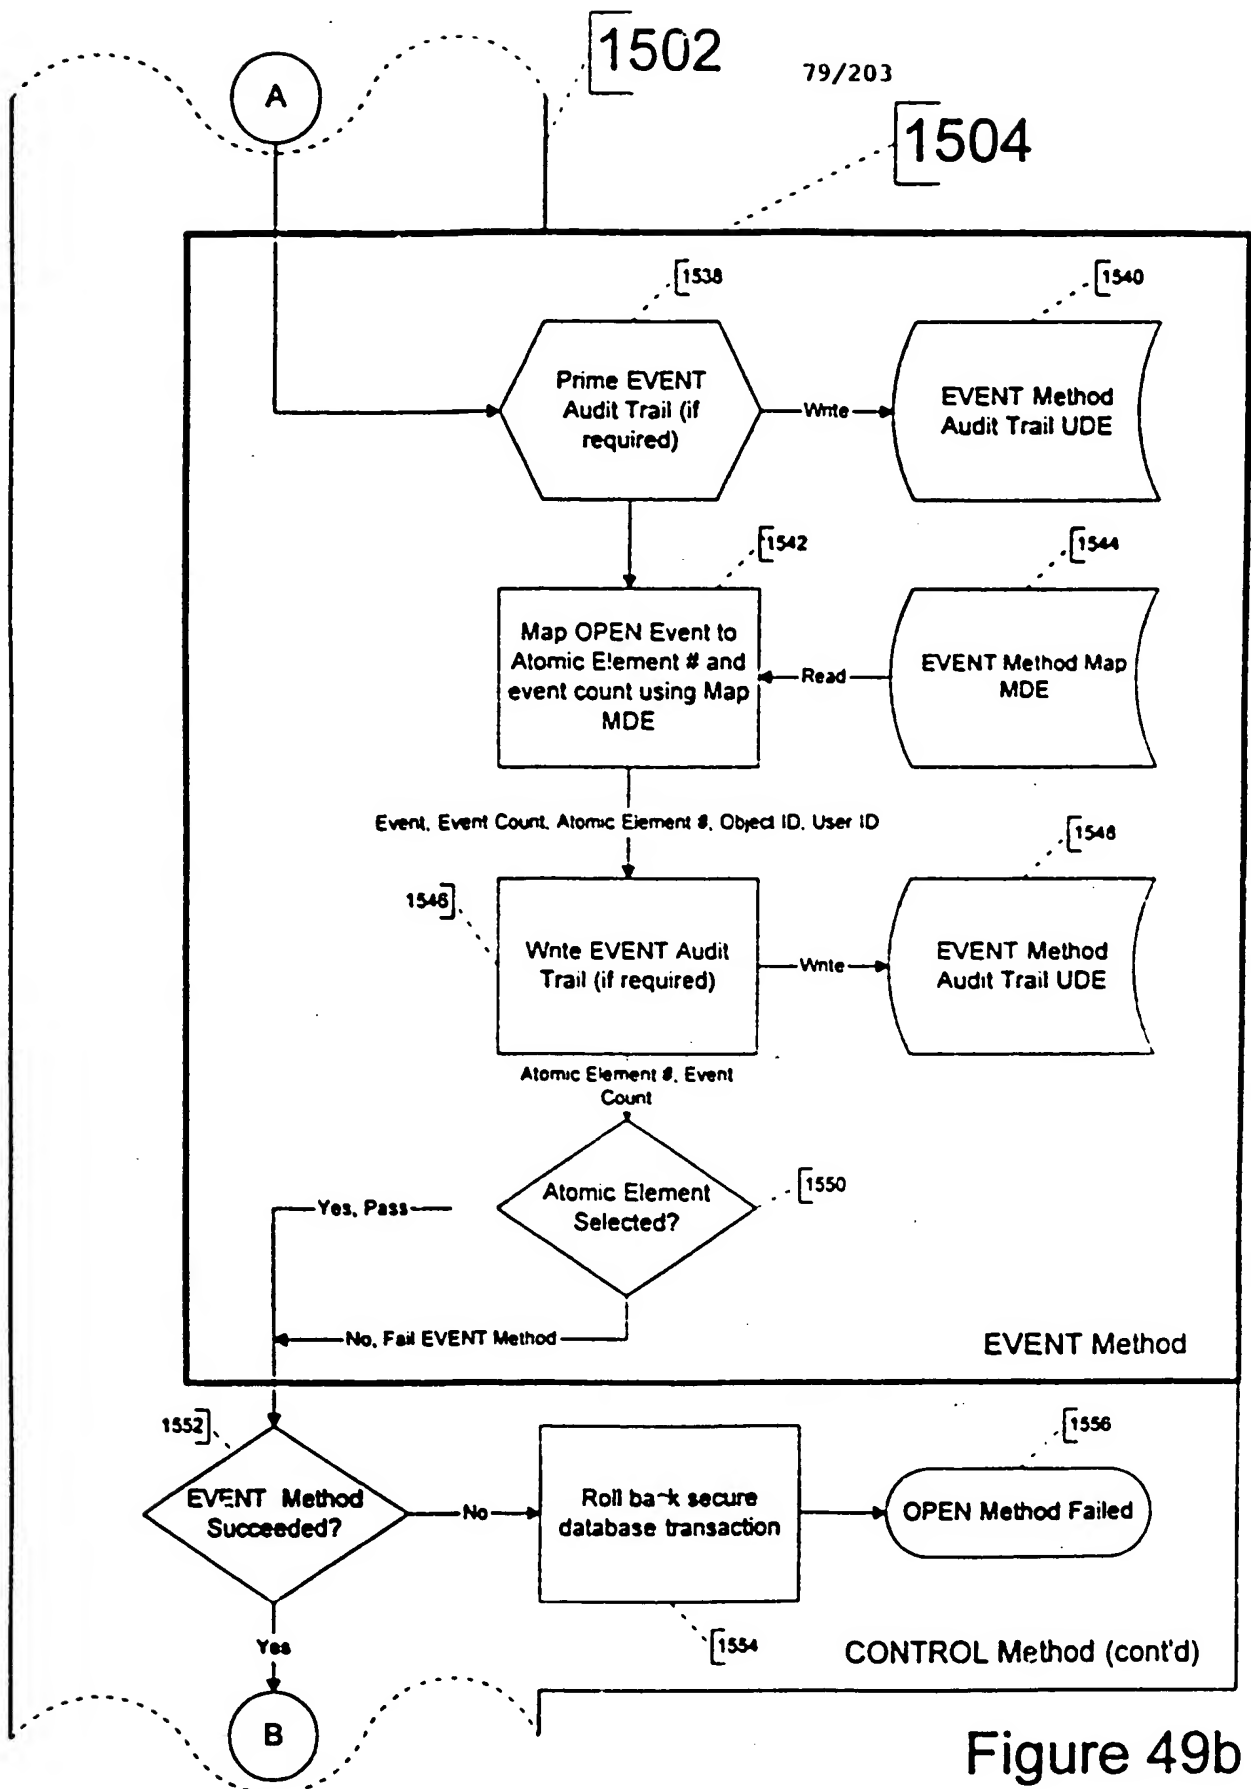 1502
79/203
A
1504
1538
1540
Prime EVENT
Audit Trail (if
required)
Write
EVENT Method
Audit Trail UDE
1542
1544
Map OPEN Event to
Atomic Element # and
event count using Map
MDE
Read
EVENT Method Map
MDE
Event, Event Count, Atomic Element #, Object ID, User ID
1548
1546
Write EVENT Audit
Trail (if required)
Write
EVENT Method
Audit Trail UDE
Atomic Element #, Event
Count
Atomic Element
Selected?
1550
Yes, Pass
No, Fail EVENT Method
EVENT Method
1552
1556
EVENT Method
Succeeded?
No
Roll back secure
database transaction
OPEN Method Failed
Yes
1554
CONTROL Method (cont'd)
B
Figure 49b